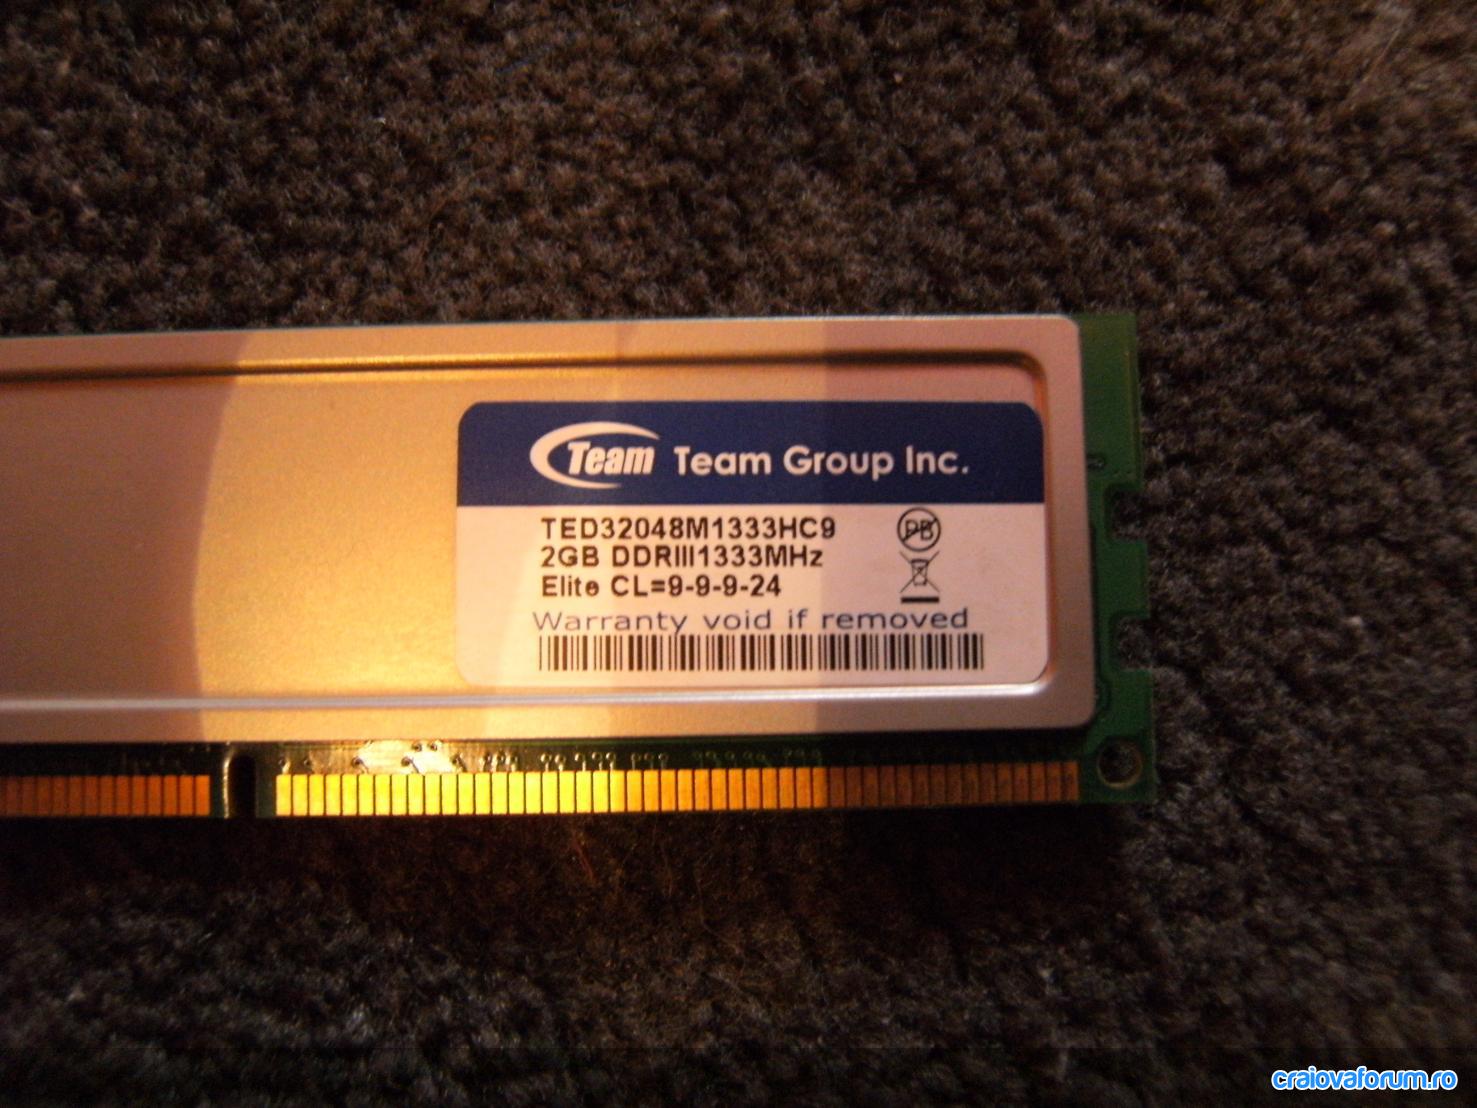 Team Team Group Inc.
TED32048M1333HC9
PB
2GB DDRIII1333MHz
Elite CL=9-9-9-24
Warranty void if removed
craiovaforum.ro